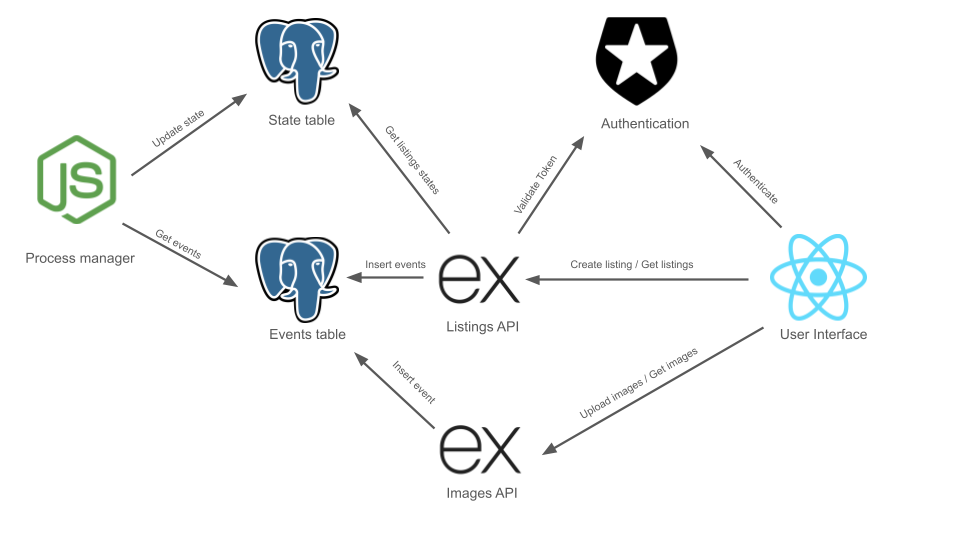 State table
Authentication
Update state
Get listings states
Validate Token
Authenticate
JS
Process manager
Get events
Insert events
ex
Create listing / Get listings
Events table
Listings API
User Interface
Insert event
Upload images / Get images
ex
Images API